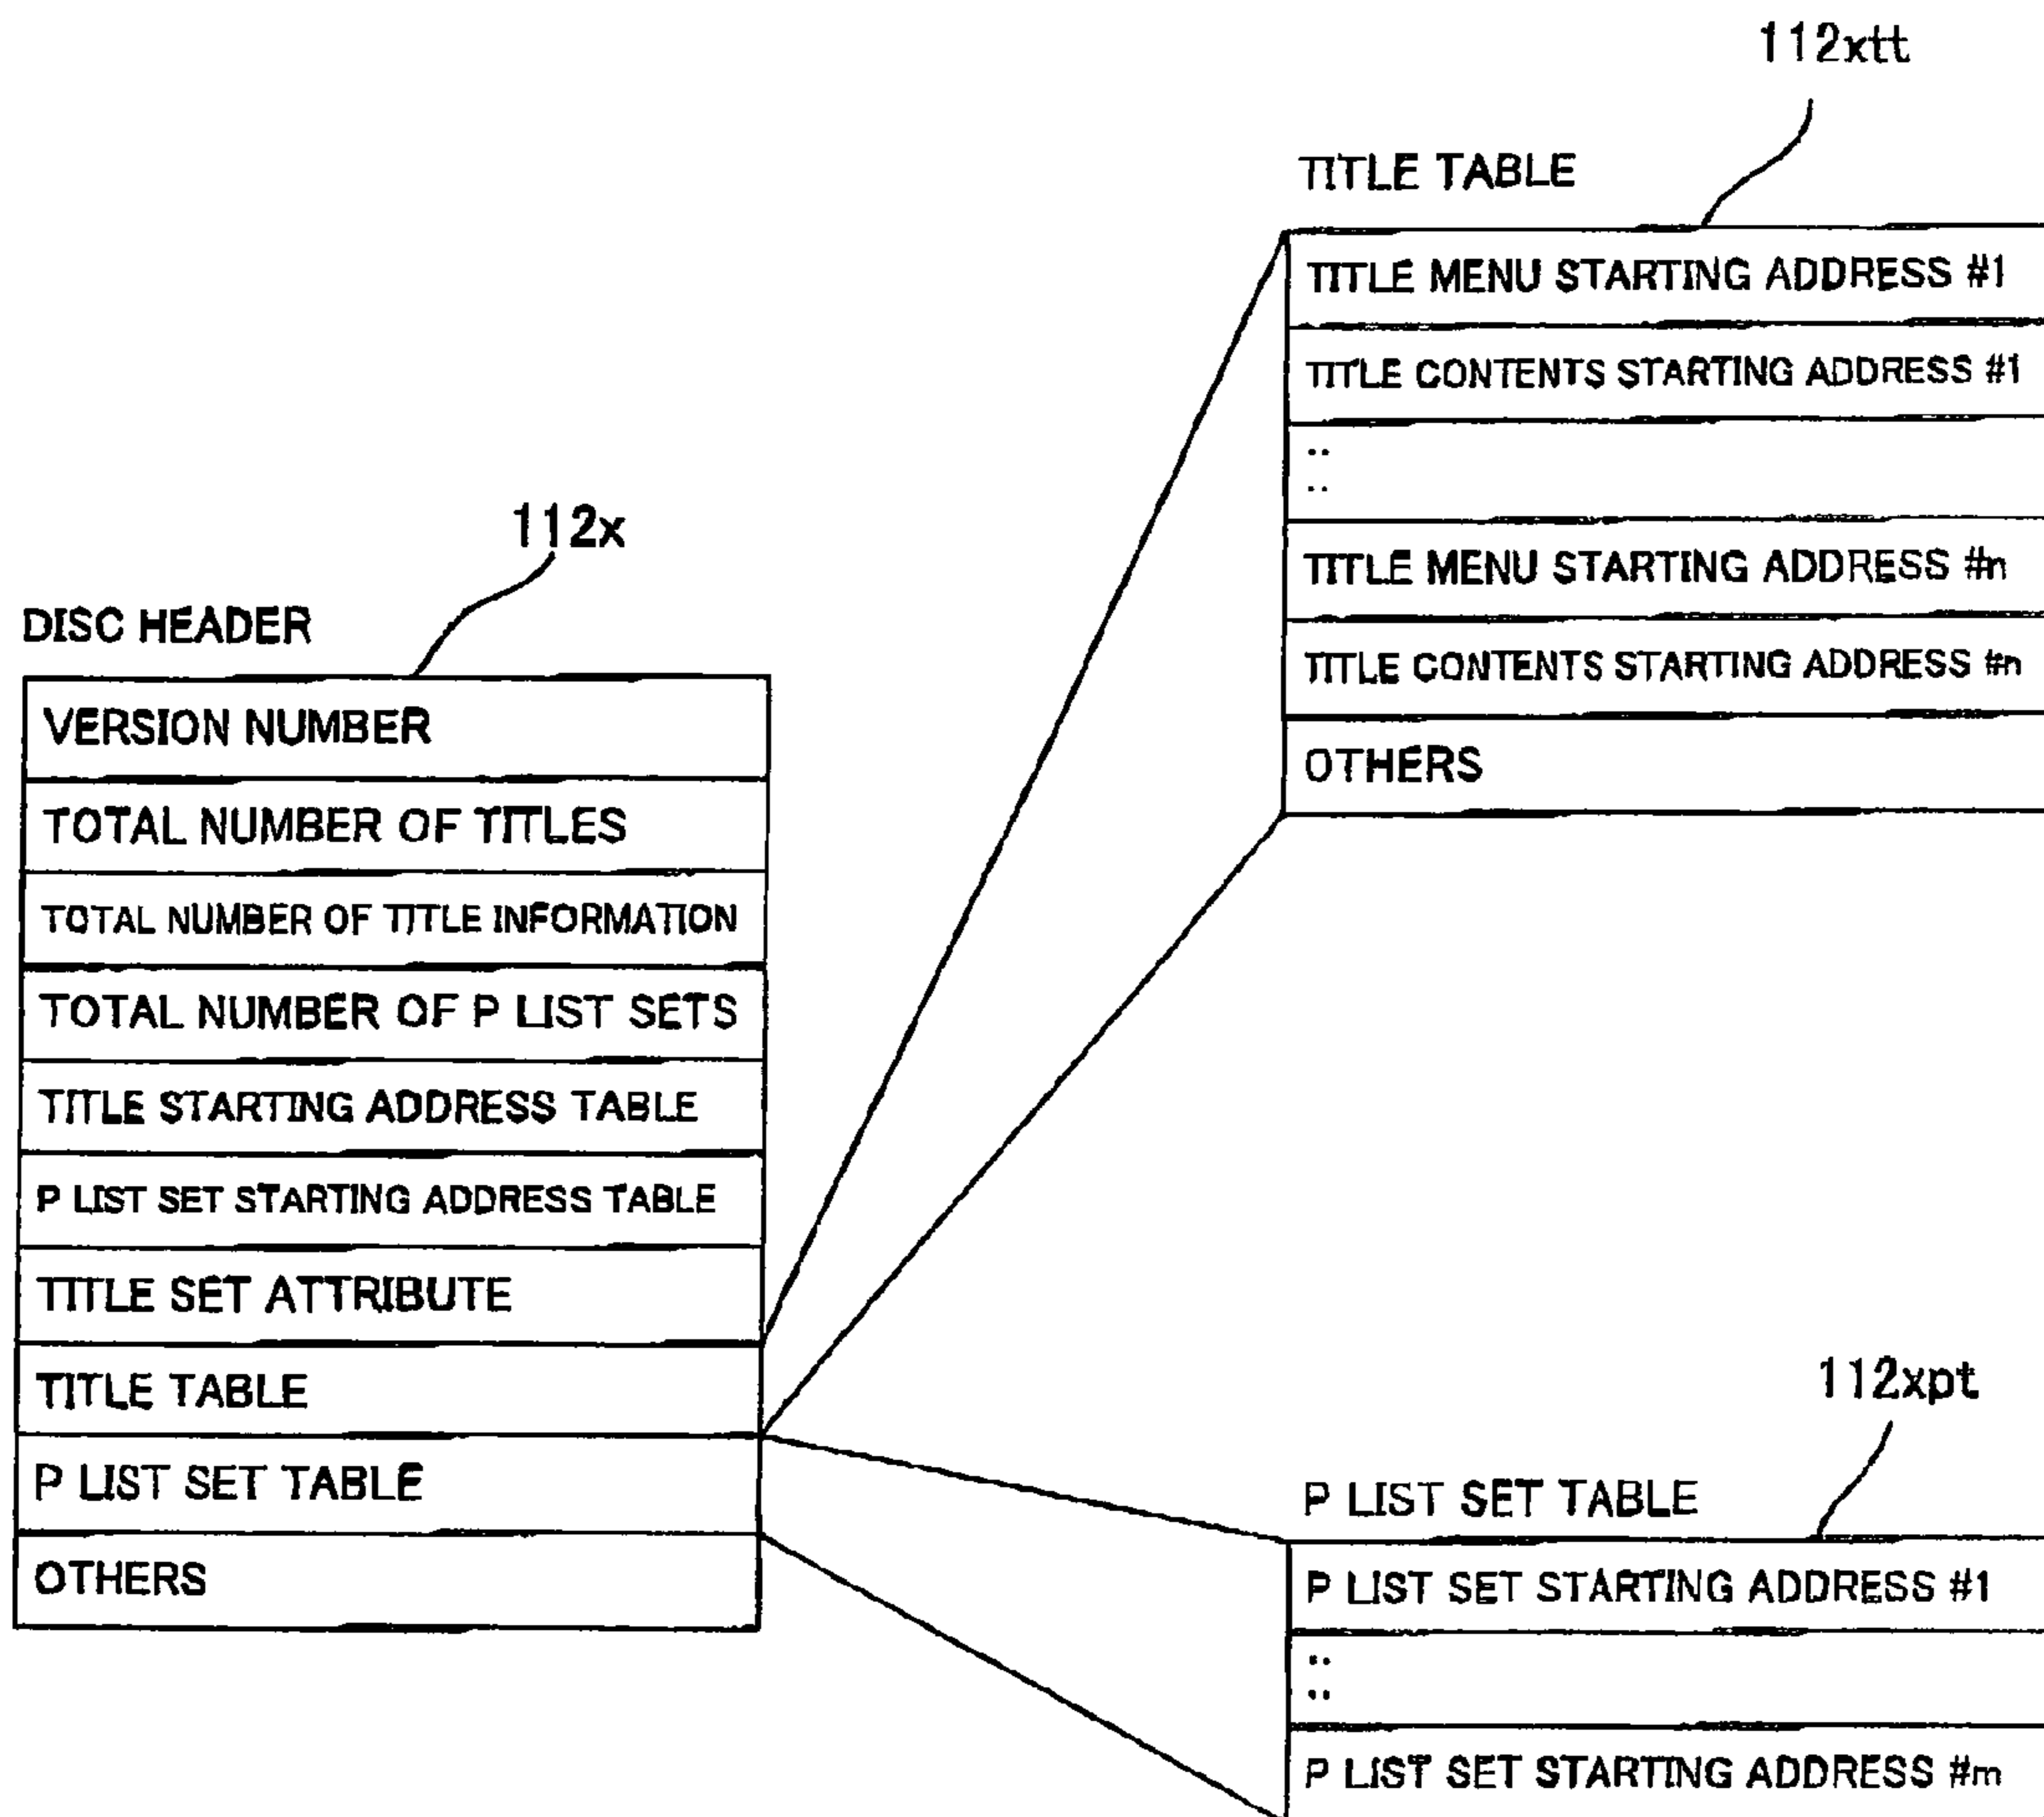 112x
DISC HEADER
VERSION NUMBER
TOTAL NUMBER OF TITLES
TOTAL NUMBER OF TITLE INFORMATION
TOTAL NUMBER OF P LIST SETS
TITLE STARTING ADDRESS TABLE
P LIST SET STARTING ADDRESS TABLE
TITLE SET ATTRIBUTE
TITLE TABLE
P LIST SET TABLE
OTHERS
112xtt
TITLE TABLE
TITLE MENU STARTING ADDRESS #1
TITLE CONTENTS STARTING ADDRESS #1
:
:
TITLE MENU STARTING ADDRESS #n
TITLE CONTENTS STARTING ADDRESS #n
OTHERS
112xpt
P LIST SET TABLE
P LIST SET STARTING ADDRESS #1
:
:
P LIST SET STARTING ADDRESS #m